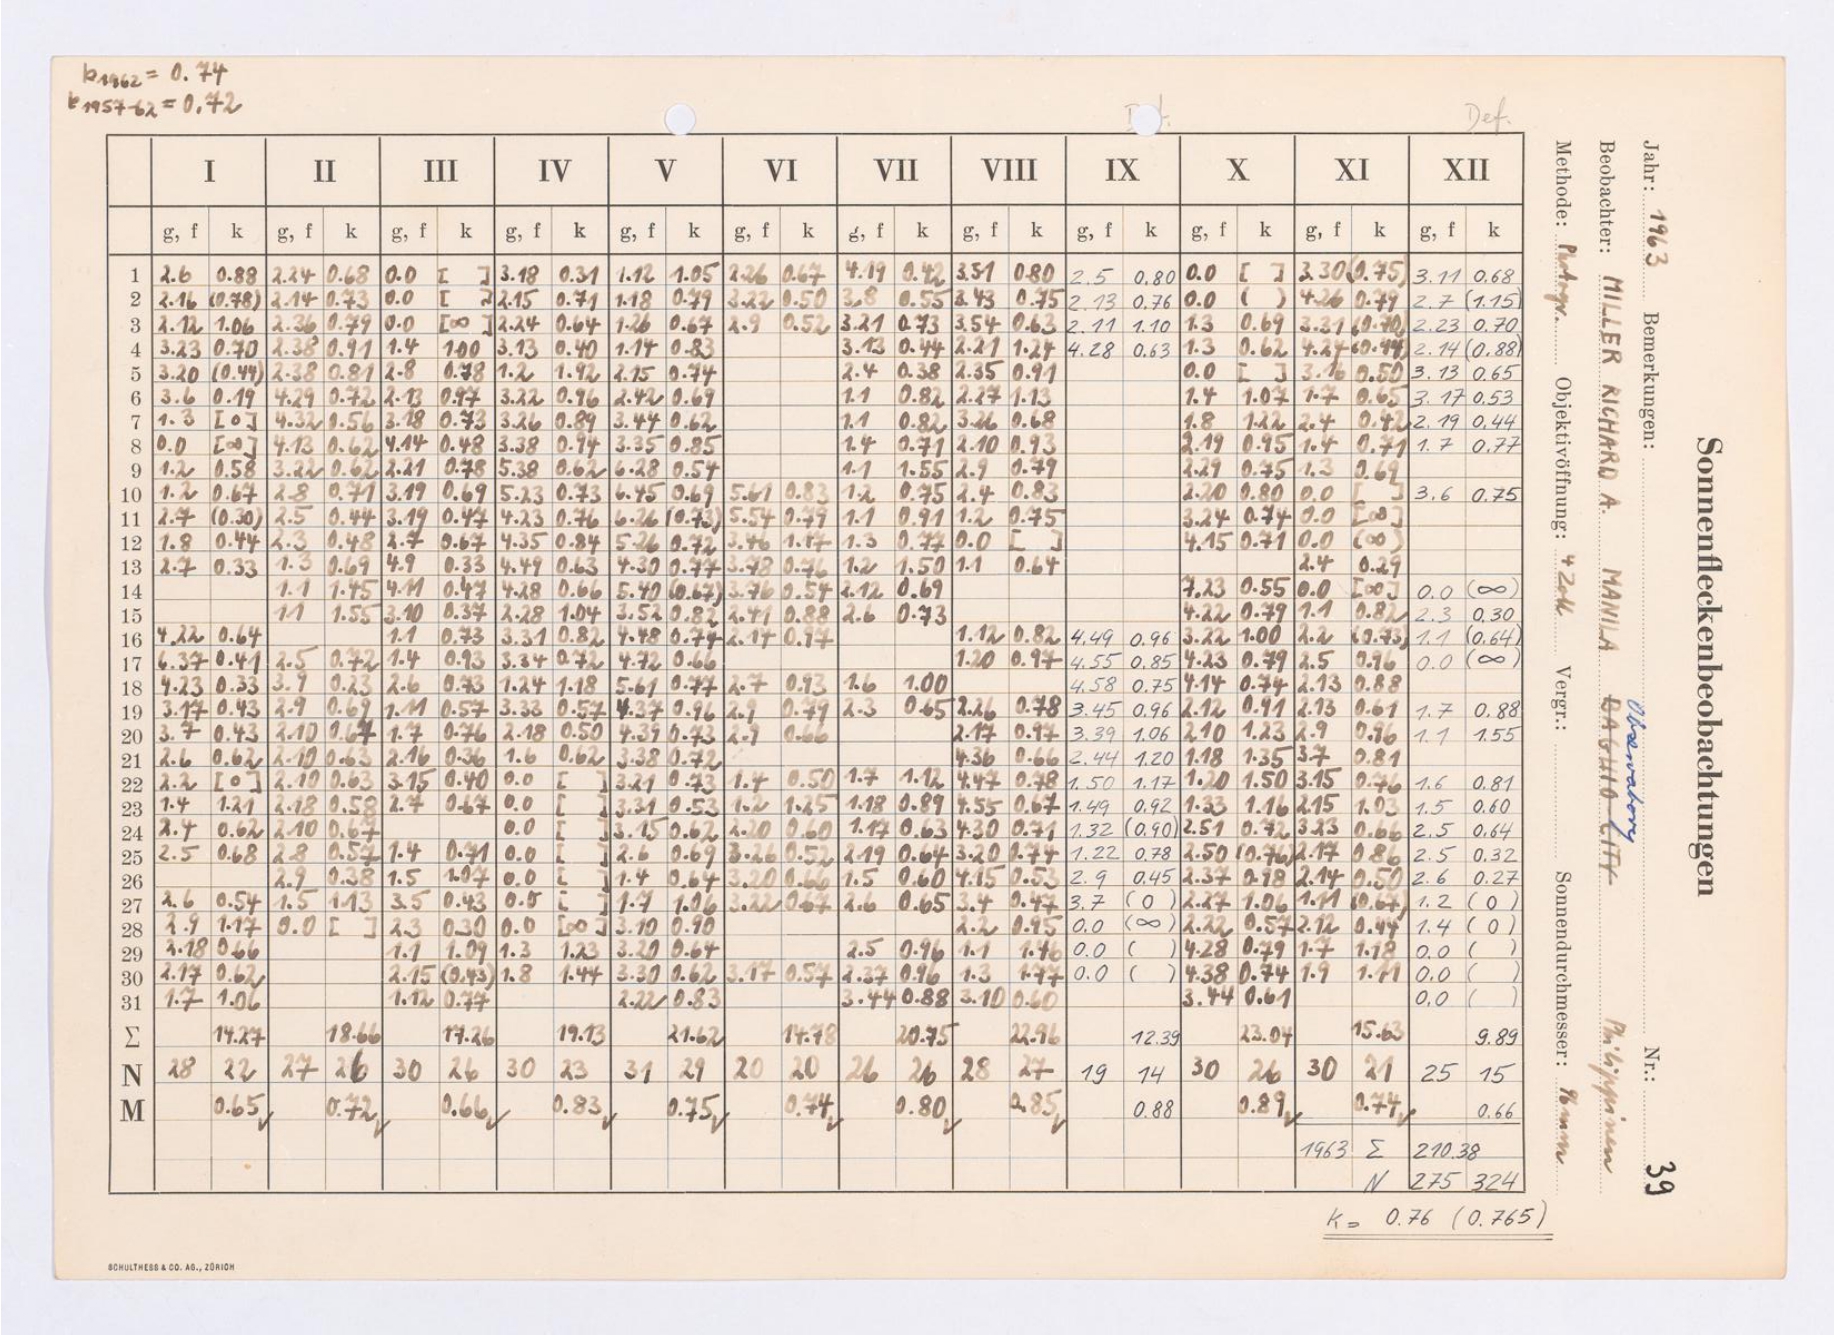 k 1962 = 0.74
k 1957-62 = 0.72
Def.
I II III IV V VI VII VIII IX X XI XII
g, f k g, f k g, f k g, f k g, f k g, f k g, f k g, f k g, f k g, f k g, f k g, f k
1 2.6 0.88 2.24 0.68 0.0 [ ] 3.18 0.31 1.12 1.05 2.26 0.67 4.19 0.42 3.51 0.80 2.5 0.80 0.0 [ ] 3.30 (0.75) 3.11 0.68
2 2.16 (0.78) 2.14 0.73 0.0 [ ] 2.15 0.71 1.18 0.79 3.22 0.50 3.8 0.55 3.43 0.75 2.13 0.76 0.0 ( ) 4.26 0.79 2.7 (1.15)
3 2.12 1.06 2.36 0.79 0.0 [∞] 2.24 0.64 1.26 0.67 2.9 0.52 3.21 0.73 3.54 0.63 2.11 1.10 1.3 0.69 3.31 (0.70) 2.23 0.70
4 3.23 0.70 2.38 0.91 1.4 1.00 3.13 0.40 1.14 0.83 3.13 0.44 2.21 1.24 4.28 0.63 1.3 0.62 4.24 (0.44) 2.14 (0.88)
5 3.20 (0.44) 2.38 0.81 2.8 0.78 1.2 1.92 2.15 0.74 2.4 0.38 2.35 0.91 0.0 [ ] 3.16 0.50 3.13 0.65
6 3.6 0.19 4.29 0.72 2.13 0.97 3.22 0.96 2.42 0.69 1.1 0.82 2.27 1.13 1.4 1.07 1.7 0.65 3.17 0.53
7 1.3 [0] 4.32 0.56 3.18 0.73 3.26 0.89 3.44 0.62 1.1 0.82 3.26 0.68 1.8 1.22 2.4 0.42 2.19 0.44
8 0.0 [∞] 4.13 0.62 4.14 0.48 3.38 0.94 3.35 0.85 1.4 0.71 2.10 0.93 2.19 0.95 1.4 0.71 1.7 0.77
9 1.2 0.58 3.22 0.62 2.21 0.78 5.38 0.62 6.28 0.54 1.1 1.55 2.9 0.79 2.29 0.75 1.3 0.69
10 1.2 0.67 2.8 0.71 3.19 0.69 5.23 0.73 6.45 0.69 5.61 0.83 1.2 0.75 2.4 0.83 2.20 0.80 0.0 [ ] 3.6 0.75
11 2.7 (0.30) 2.5 0.44 3.19 0.47 4.23 0.76 6.26 (0.73) 5.54 0.79 1.1 0.91 1.2 0.75 3.24 0.74 0.0 [∞]
12 1.8 0.44 2.3 0.48 2.7 0.67 4.35 0.84 5.26 0.72 3.46 1.17 1.3 0.77 0.0 [ ] 4.15 0.71 0.0 (∞)
13 2.7 0.33 1.3 0.69 4.9 0.33 4.49 0.63 4.30 0.77 3.48 0.76 1.2 1.50 1.1 0.64 2.4 0.29
14 1.1 1.45 4.11 0.47 4.28 0.66 5.40 (0.67) 3.76 0.54 2.12 0.69 7.23 0.55 0.0 [∞] 0.0 (∞)
15 1.1 1.55 3.10 0.37 2.28 1.04 3.52 0.82 2.41 0.88 2.6 0.73 4.22 0.79 1.1 0.82 2.3 0.30
16 4.22 0.64 1.1 0.73 3.31 0.82 4.48 0.74 2.14 0.97 1.12 0.82 4.49 0.96 3.22 1.00 2.2 (0.73) 1.1 (0.64)
17 6.37 0.41 2.5 0.72 1.4 0.93 3.34 0.72 4.72 0.66 1.20 0.97 4.55 0.85 4.23 0.79 2.5 0.96 0.0 (∞)
18 4.23 0.33 3.9 0.23 2.6 0.73 1.24 1.18 5.61 0.77 2.7 0.93 1.6 1.00 4.58 0.75 4.14 0.74 2.13 0.88
19 3.17 0.43 2.9 0.69 1.11 0.57 3.33 0.57 4.37 0.96 2.9 0.79 2.3 0.65 2.26 0.78 3.45 0.96 2.12 0.91 2.13 0.61 1.7 0.88
20 3.7 0.43 2.10 0.67 1.7 0.76 2.18 0.50 4.39 0.73 2.9 0.66 2.17 0.97 3.39 1.06 2.10 1.23 2.9 0.96 1.1 1.55
21 2.6 0.62 2.10 0.63 2.16 0.36 1.6 0.62 3.38 0.72 4.36 0.66 2.44 1.20 1.18 1.35 3.7 0.81
22 2.2 [0] 2.10 0.63 3.15 0.40 0.0 [ ] 3.21 0.73 1.4 0.50 1.7 1.12 4.47 0.78 1.50 1.17 1.20 1.50 3.15 0.76 1.6 0.81
23 1.4 1.21 2.18 0.58 2.7 0.67 0.0 [ ] 3.31 0.53 1.2 1.25 1.18 0.89 4.55 0.67 1.49 0.92 1.33 1.16 2.15 1.03 1.5 0.60
24 2.4 0.62 2.10 0.67 0.0 [ ] 3.15 0.62 2.20 0.60 1.17 0.63 4.30 0.71 1.32 (0.90) 2.51 0.72 3.23 0.66 2.5 0.64
25 2.5 0.68 2.8 0.57 1.4 0.71 0.0 [ ] 2.6 0.69 3.26 0.52 2.19 0.64 3.20 0.74 1.22 0.78 2.50 (0.76) 2.17 0.86 2.5 0.32
26 2.9 0.38 1.5 1.07 0.0 [ ] 1.4 0.64 3.20 0.66 1.5 0.60 4.15 0.53 2.9 0.45 2.37 0.98 2.14 0.50 2.6 0.27
27 2.6 0.54 1.5 1.13 3.5 0.43 0.0 [ ] 1.7 1.06 3.22 0.67 2.6 0.65 3.4 0.47 3.7 (0) 2.27 1.06 1.11 (0.67) 1.2 (0)
28 2.9 1.17 0.0 [ ] 2.3 0.30 0.0 [∞] 3.10 0.90 2.2 0.95 0.0 (∞) 2.22 0.57 2.12 0.44 1.4 (0)
29 2.18 0.66 1.1 1.09 1.3 1.23 3.20 0.64 2.5 0.96 1.1 1.46 0.0 ( ) 4.28 0.79 1.7 1.18 0.0 ( )
30 2.17 0.62 2.15 (0.43) 1.8 1.44 3.30 0.62 3.17 0.57 2.37 0.96 1.3 1.77 0.0 ( ) 4.38 0.74 1.9 1.11 0.0 ( )
31 1.7 1.06 1.12 0.77 2.22 0.83 3.44 0.88 3.10 0.60 3.44 0.61 0.0 ( )
Σ 14.27 18.66 17.26 19.13 21.62 14.78 20.75 22.96 12.39 23.04 15.63 9.89
N 28 22 27 26 30 26 30 23 31 29 20 20 26 26 28 27 19 14 30 26 30 21 25 15
M 0.65 0.72 0.66 0.83 0.75 0.74 0.80 0.85 0.88 0.89 0.74 0.66
1963 Σ 210.38
N 275 324
k = 0.76 (0.765)
SCHULTHESS & CO. AG., ZÜRICH
Sonnenfleckenbeobachtungen
Jahr: 1963 Bemerkungen: Nr.: 39
Beobachter: MILLER RICHARD A. MANILA BAGHIO CITY Observatory Philippinen
Methode: Objektivöffnung: 4 Zoll Vergr.: Sonnendurchmesser: 96mm